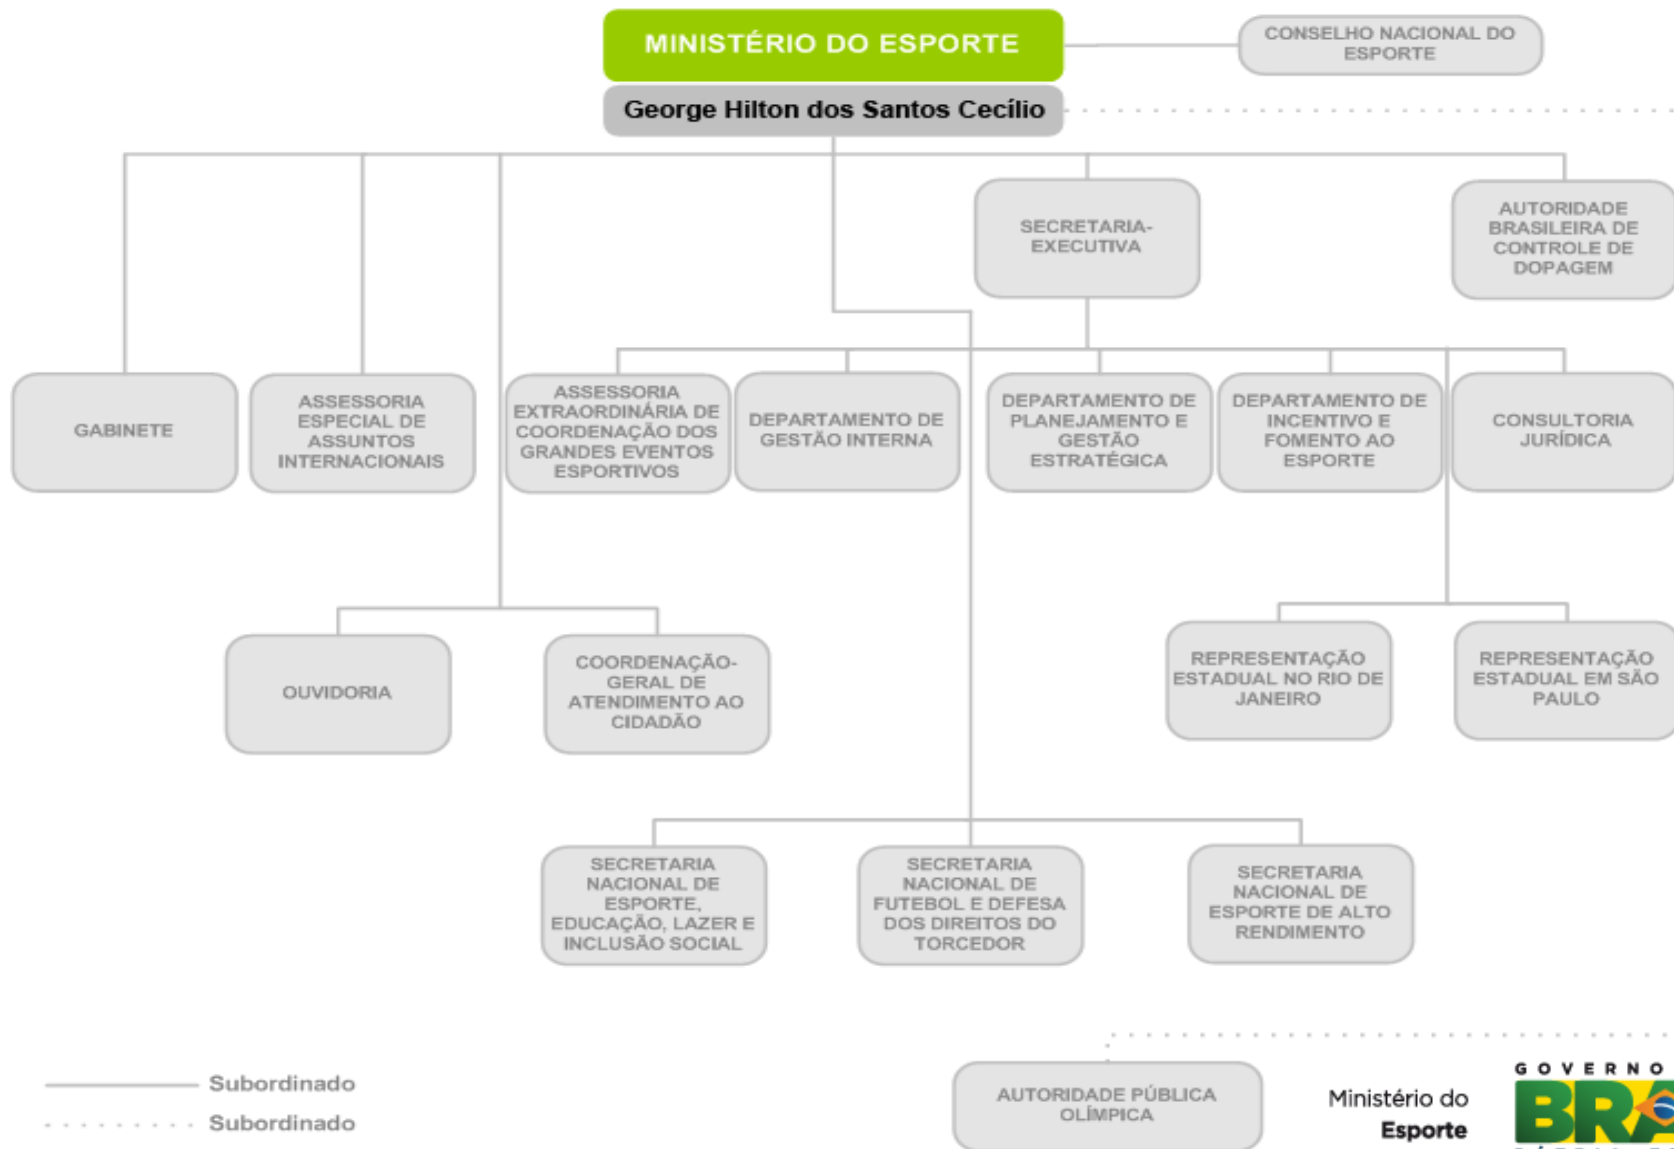 MINISTÉRIO DO ESPORTE
CONSELHO NACIONAL DO
ESPORTE
George Hilton dos Santos Cecílio
SECRETARIA-
EXECUTIVA
AUTORIDADE
BRASILEIRA DE
CONTROLE DE
DOPAGEM
GABINETE
ASSESSORIA
ESPECIAL DE
ASSUNTOS
INTERNACIONAIS
ASSESSORIA
EXTRAORDINÁRIA DE
COORDENAÇÃO DOS
GRANDES EVENTOS
ESPORTIVOS
DEPARTAMENTO DE
GESTÃO INTERNA
DEPARTAMENTO DE
PLANEJAMENTO E
GESTÃO
ESTRATÉGICA
DEPARTAMENTO DE
INCENTIVO E
FOMENTO AO
ESPORTE
CONSULTORIA
JURÍDICA
OUVIDORIA
COORDENAÇÃO-
GERAL DE
ATENDIMENTO AO
CIDADÃO
REPRESENTAÇÃO
ESTADUAL NO RIO DE
JANEIRO
REPRESENTAÇÃO
ESTADUAL EM SÃO
PAULO
SECRETARIA
NACIONAL DE
ESPORTE,
EDUCAÇÃO, LAZER E
INCLUSÃO SOCIAL
SECRETARIA
NACIONAL DE
FUTEBOL E DEFESA
DOS DIREITOS DO
TORCEDOR
SECRETARIA
NACIONAL DE
ESPORTE DE ALTO
RENDIMENTO
Subordinado
Subordinado
AUTORIDADE PÚBLICA
OLÍMPICA
Ministério do
Esporte
GOVERNO
BRA